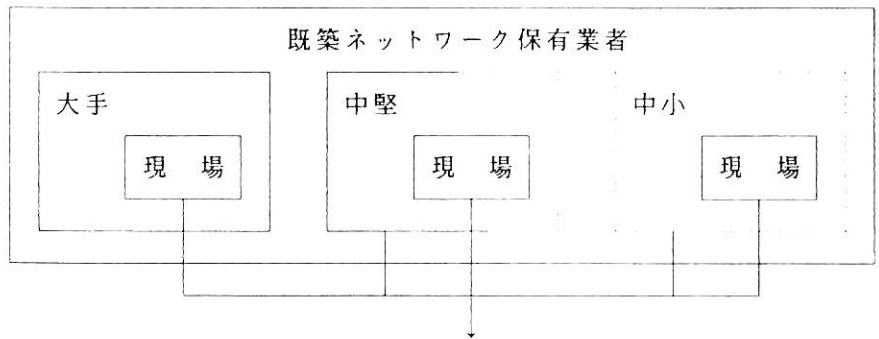 既築ネットワーク保有業者
大手
中堅
中小
現場
現場
現場